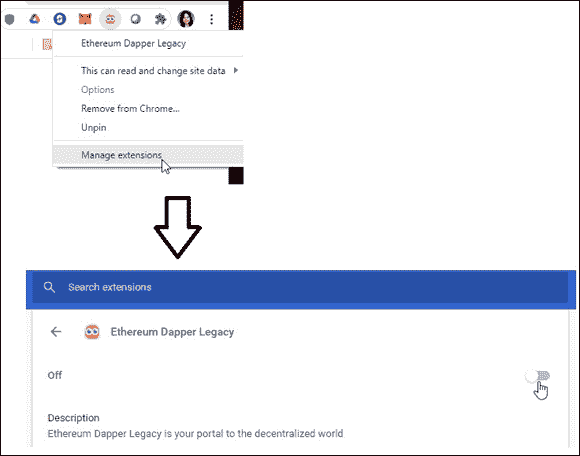 Ethereum Dapper Legacy
This can read and change site data
Options
Remove from Chrome...
Unpin
Manage extensions
Search extensions
Ethereum Dapper Legacy
Off
Description
Ethereum Dapper Legacy is your portal to the decentralized world